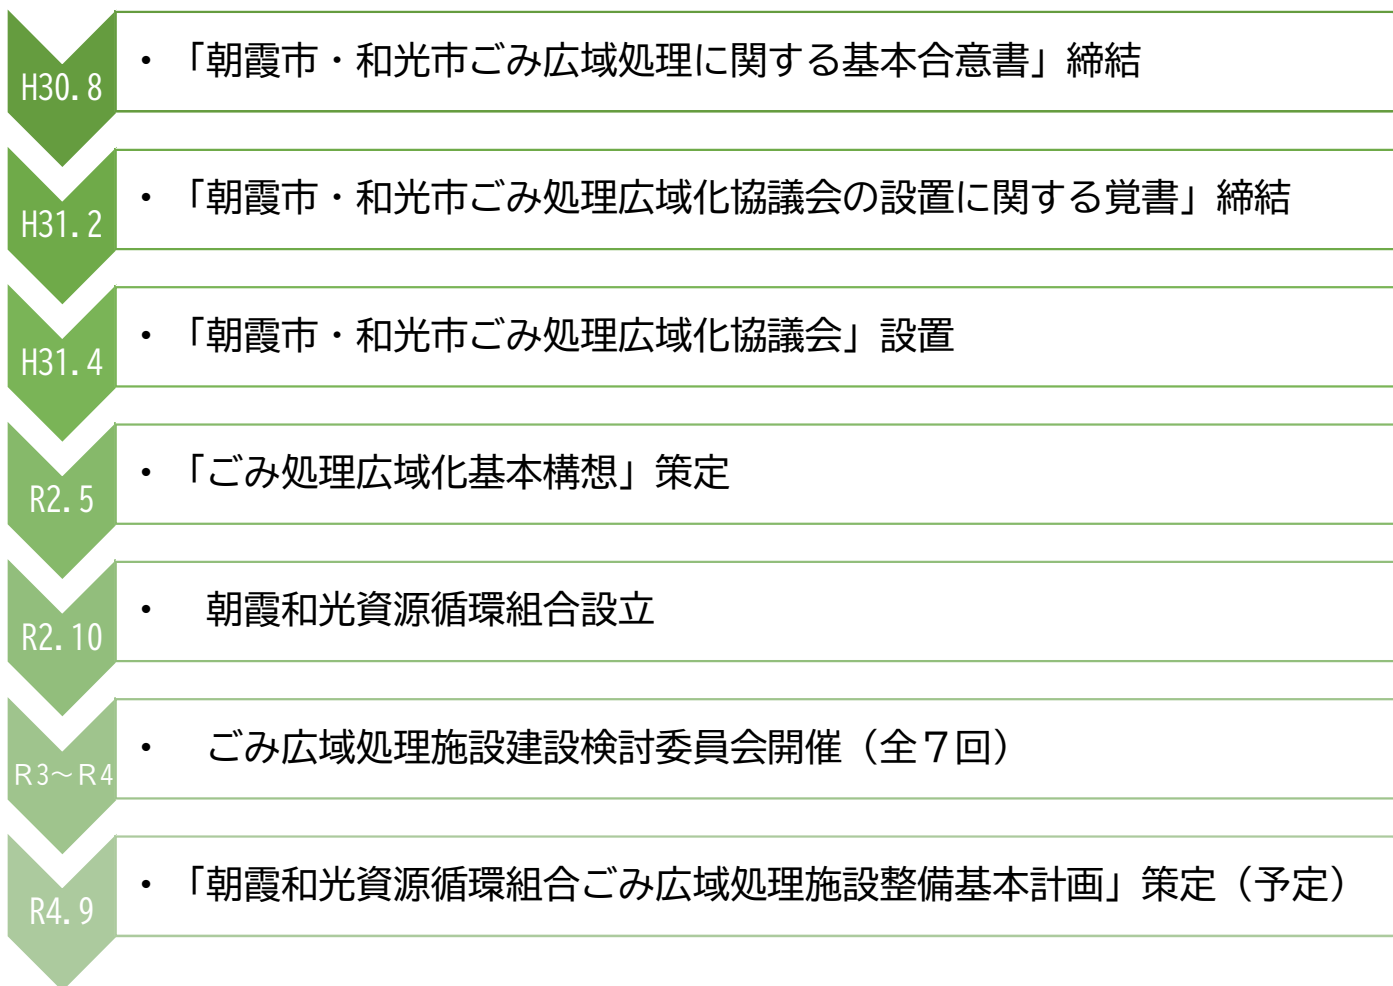 H30.8
・「朝霞市・和光市ごみ広域処理に関する基本合意書」締結
H31.2
・「朝霞市・和光市ごみ処理広域化協議会の設置に関する覚書」締結
H31.4
・「朝霞市・和光市ごみ処理広域化協議会」設置
R2.5
・「ごみ処理広域化基本構想」策定
R2.10
・　朝霞和光資源循環組合設立
R3～R4
・　ごみ広域処理施設建設検討委員会開催（全７回）
R4.9
・「朝霞和光資源循環組合ごみ広域処理施設整備基本計画」策定（予定）